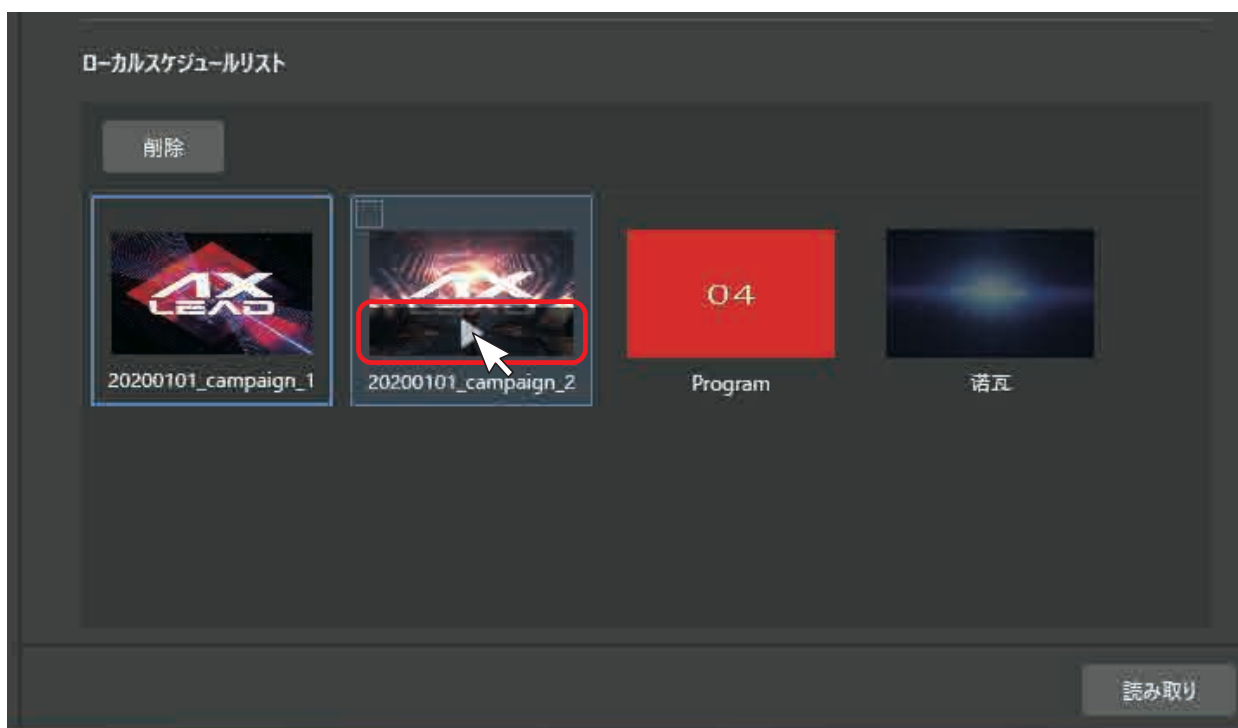 ローカルスケジュールリスト
削除
AX
LEAD
AX
LEAD
04
20200101_campaign_1
20200101_campaign_2
Program
诺瓦
読み取り